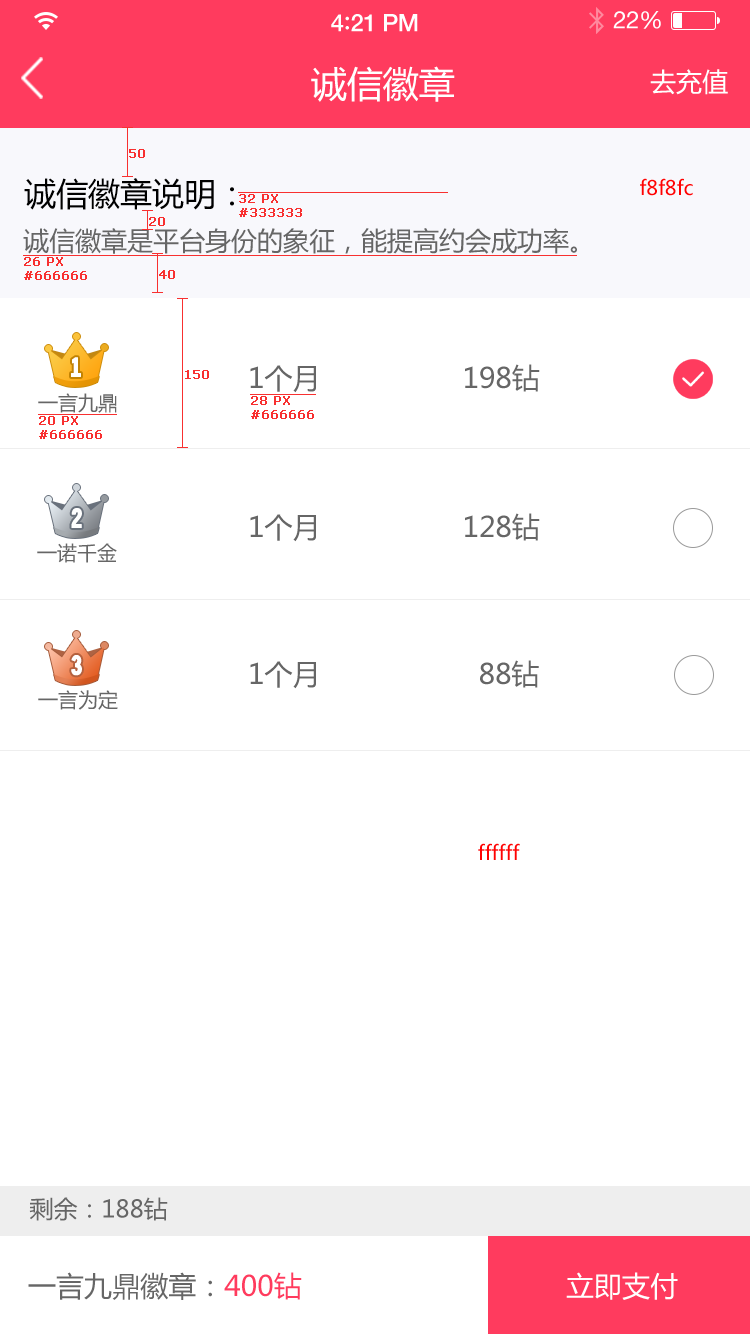 4:21 PM 22%
诚信徽章 去充值
50
诚信徽章说明：
f8f8fc
32 PX
#333333
20
诚信徽章是平台身份的象征，能提高约会成功率。
26 PX
#666666
40
1
一言九鼎
20 PX
#666666
150
1个月
28 PX
#666666
198钻
2
一诺千金
1个月
128钻
3
一言为定
1个月
88钻
ffffff
剩余：188钻
一言九鼎徽章：400钻
立即支付